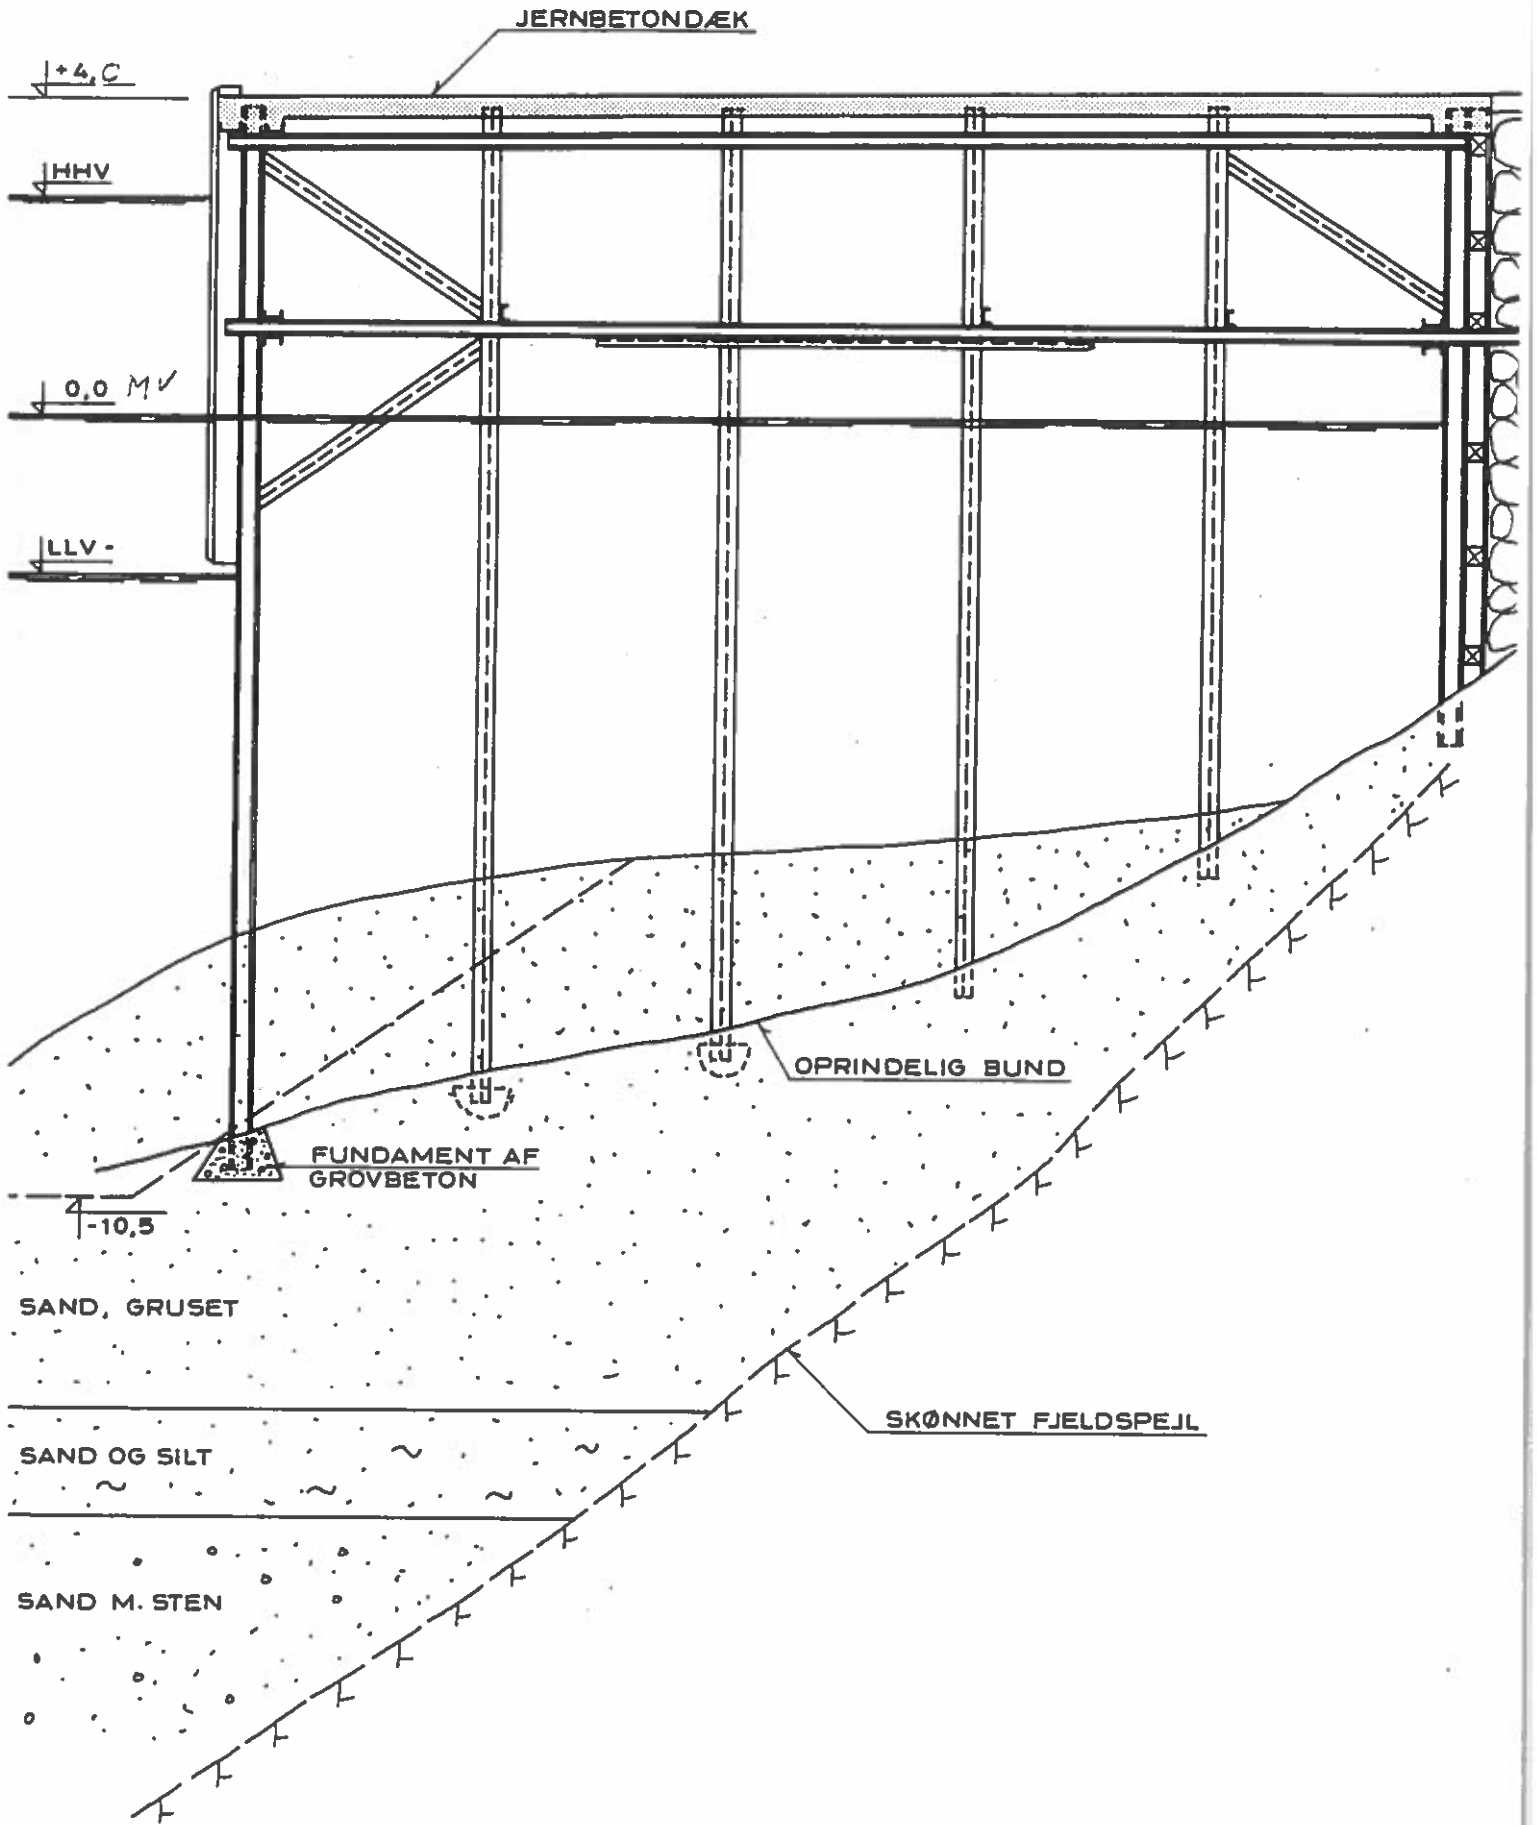 JERNBETONDÆK
+4,0
HHV
0,0 MV
LLV -
OPRINDELIG BUND
FUNDAMENT AF
GROVBETON
-10,5
SAND, GRUSET
SKØNNET FJELDSPEJL
SAND OG SILT
SAND M. STEN